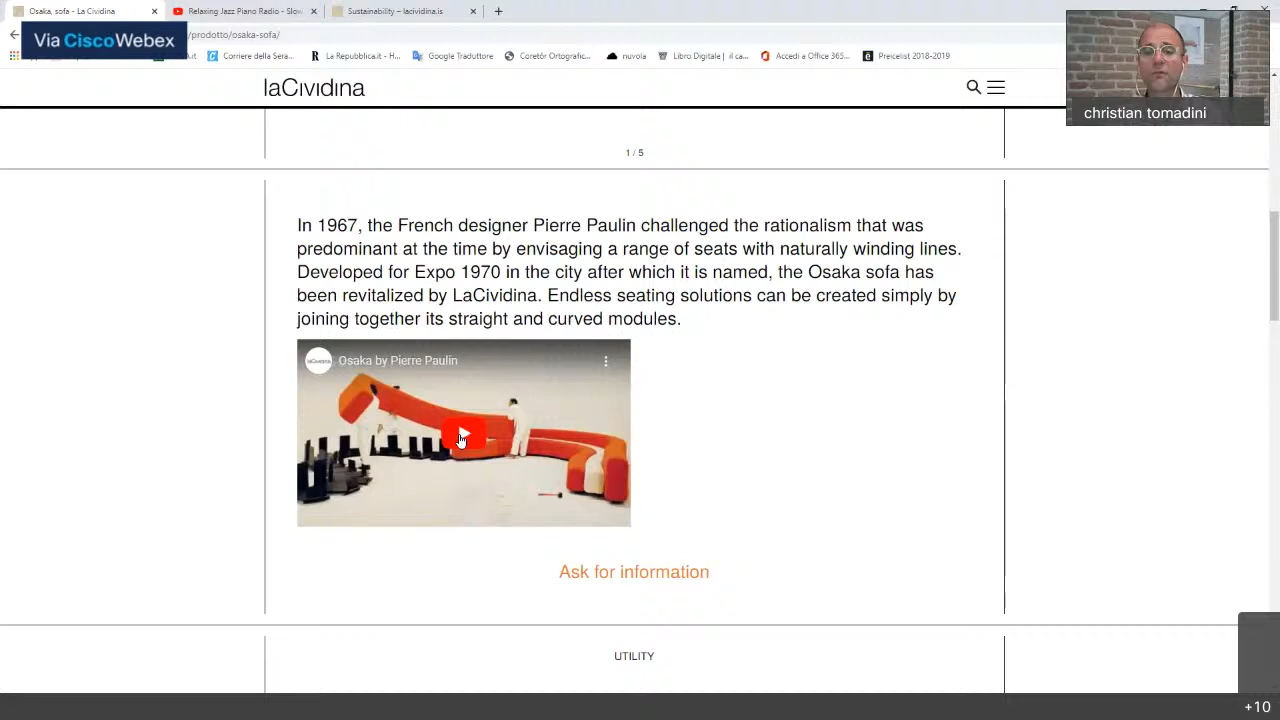 Osaka, sofa - La Cividina
Relaxing Jazz Piano Radio - Slow
Sustainability – lacividina.is
Via CiscoWebex
/prodotto/osaka-sofa/
Corriere della Sera...
La Repubblica.it - H...
Google Traduttore
nuvola
Libro Digitale | il ca...
Accedi a Office 365...
Preicelist 2018-2019
laCividina
christian tomadini
1 / 5
In 1967, the French designer Pierre Paulin challenged the rationalism that was
predominant at the time by envisaging a range of seats with naturally winding lines.
Developed for Expo 1970 in the city after which it is named, the Osaka sofa has
been revitalized by LaCividina. Endless seating solutions can be created simply by
joining together its straight and curved modules.
Osaka by Pierre Paulin
Ask for information
UTILITY
+10